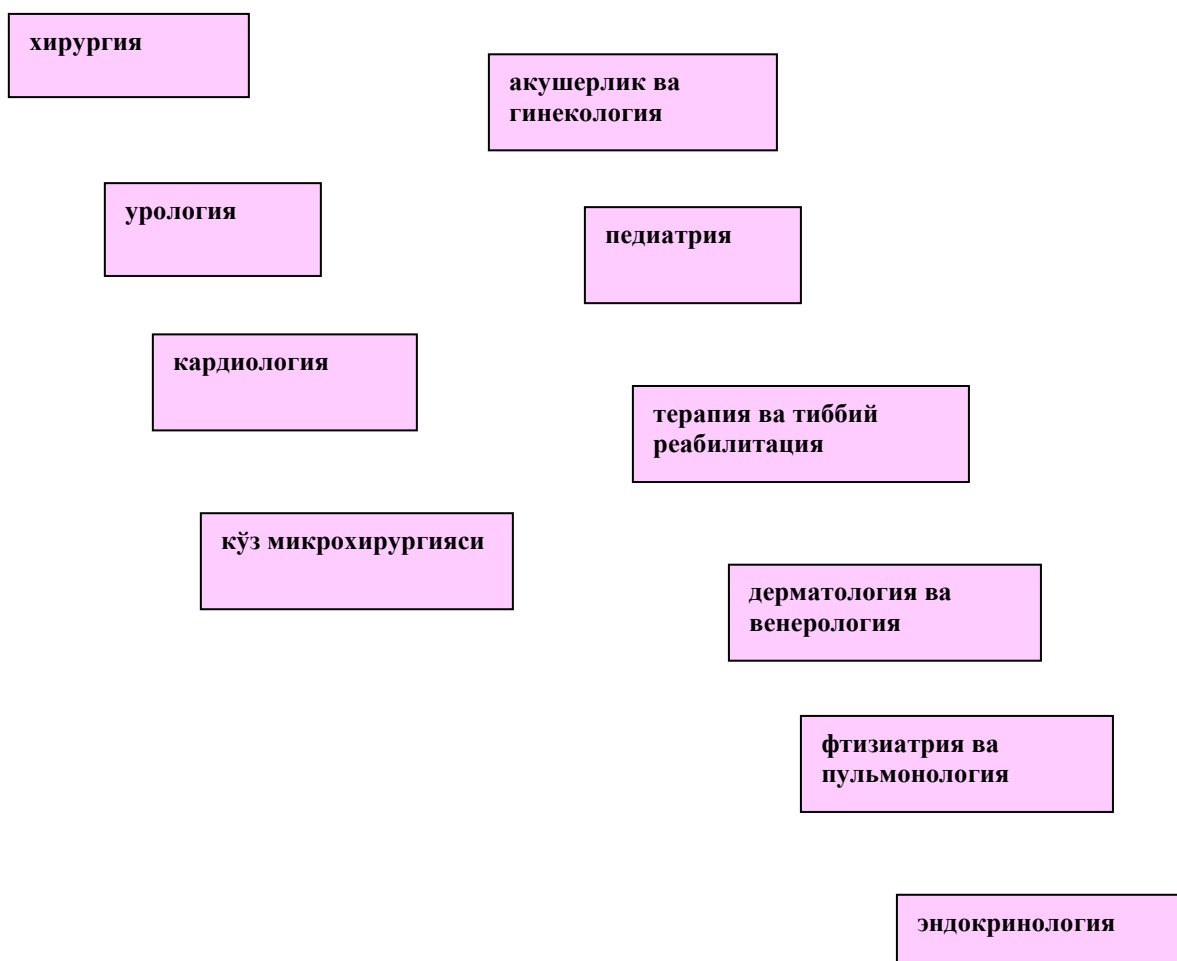 хирургия
акушерлик ва
гинекология
урология
педиатрия
кардиология
терапия ва тиббий
реабилитация
кўз микрохирургияси
дерматология ва
венерология
фтизиатрия ва
пульмонология
эндокринология